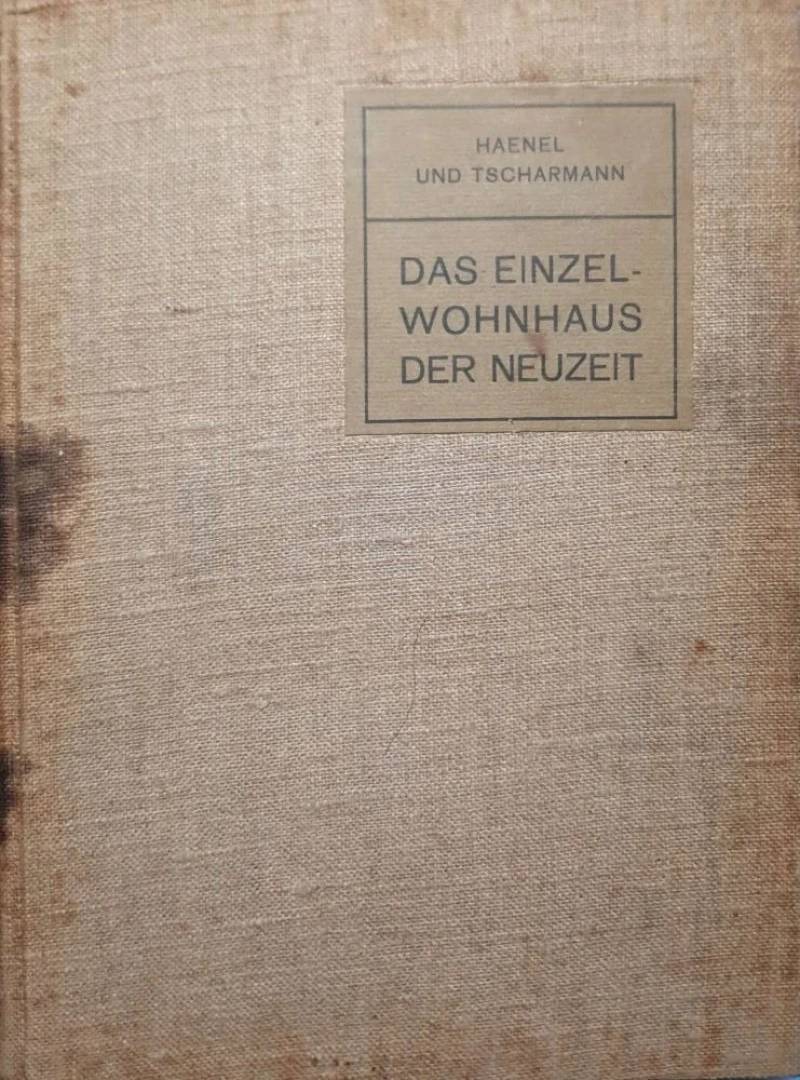 HAENEL
UND TSCHARMANN
DAS EINZEL-
WOHNHAUS
DER NEUZEIT